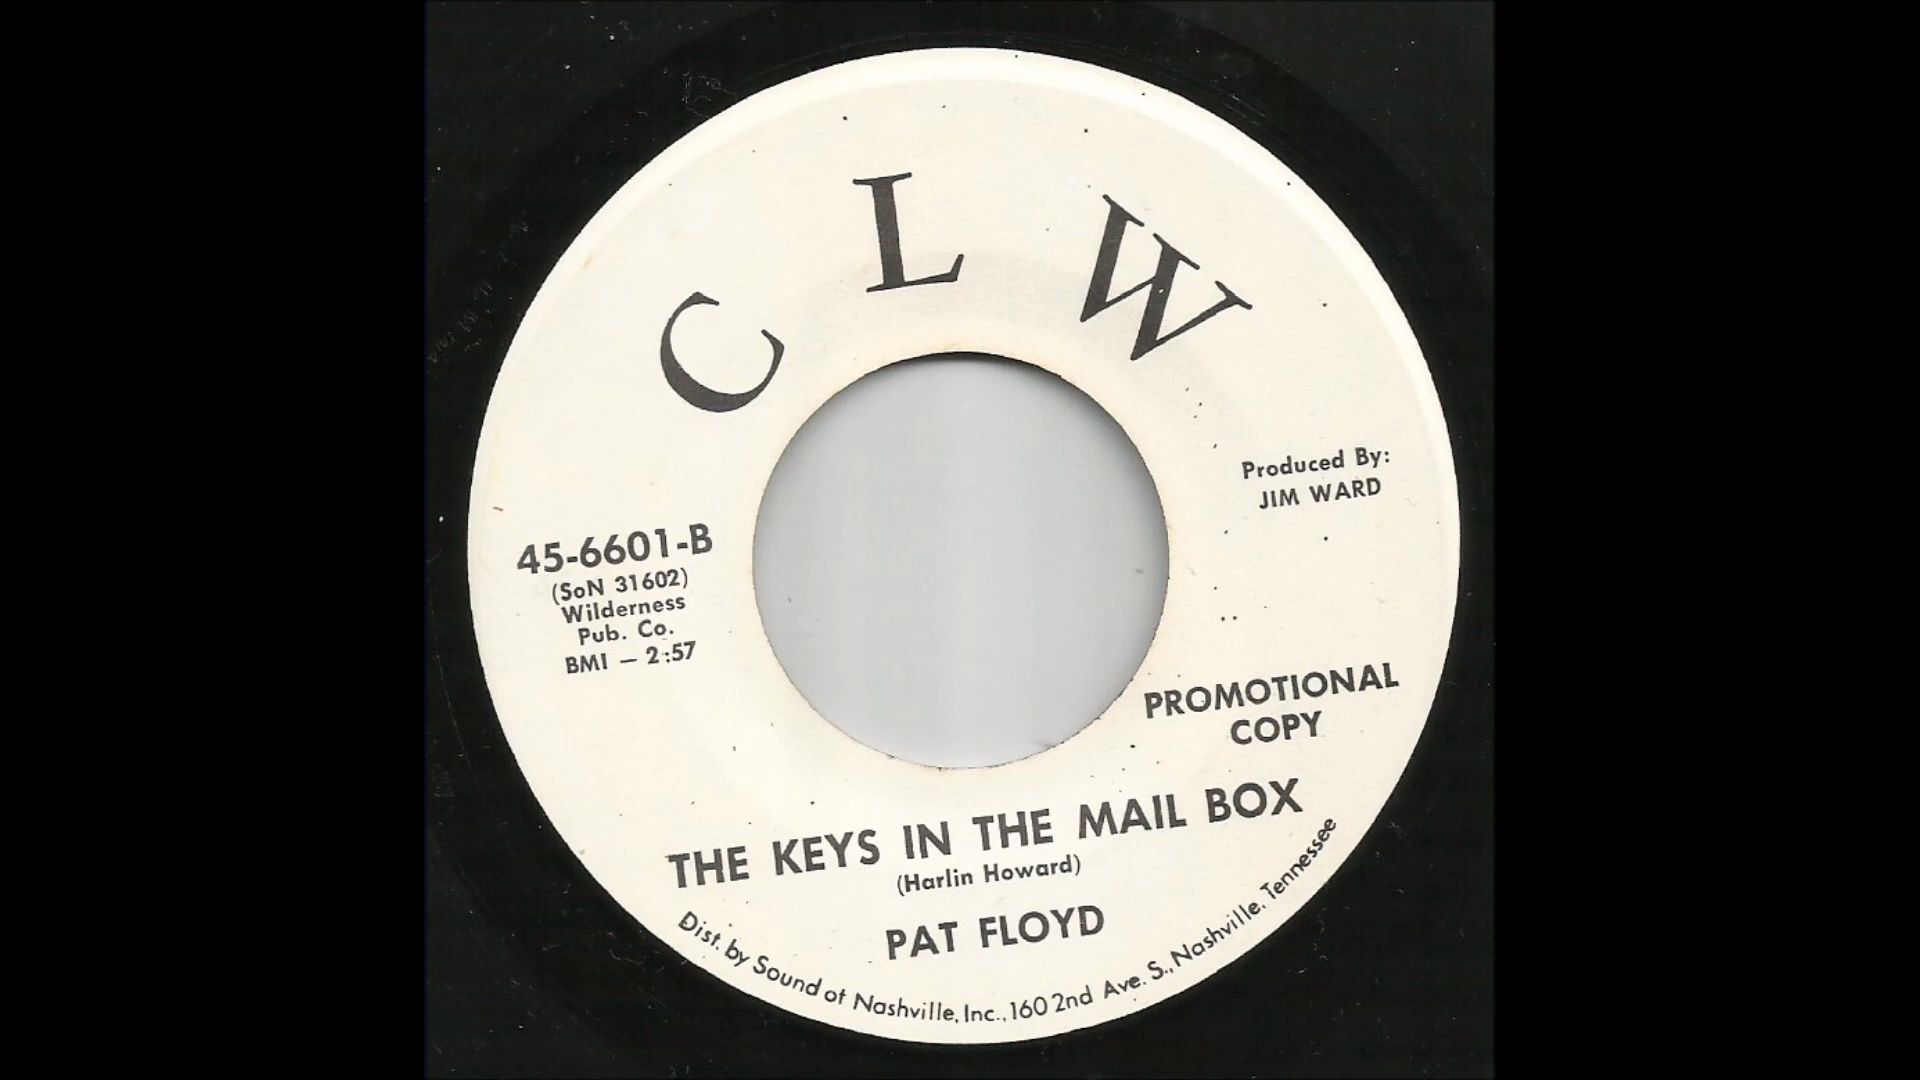 C L W
Produced By:
JIM WARD
45-6601-B
(SoN 31602)
Wilderness
Pub. Co.
BMI — 2:57
PROMOTIONAL
COPY
THE KEYS IN THE MAIL BOX
(Harlin Howard)
PAT FLOYD
Dist. by Sound of Nashville, Inc., 160 2nd Ave. S., Nashville, Tennessee